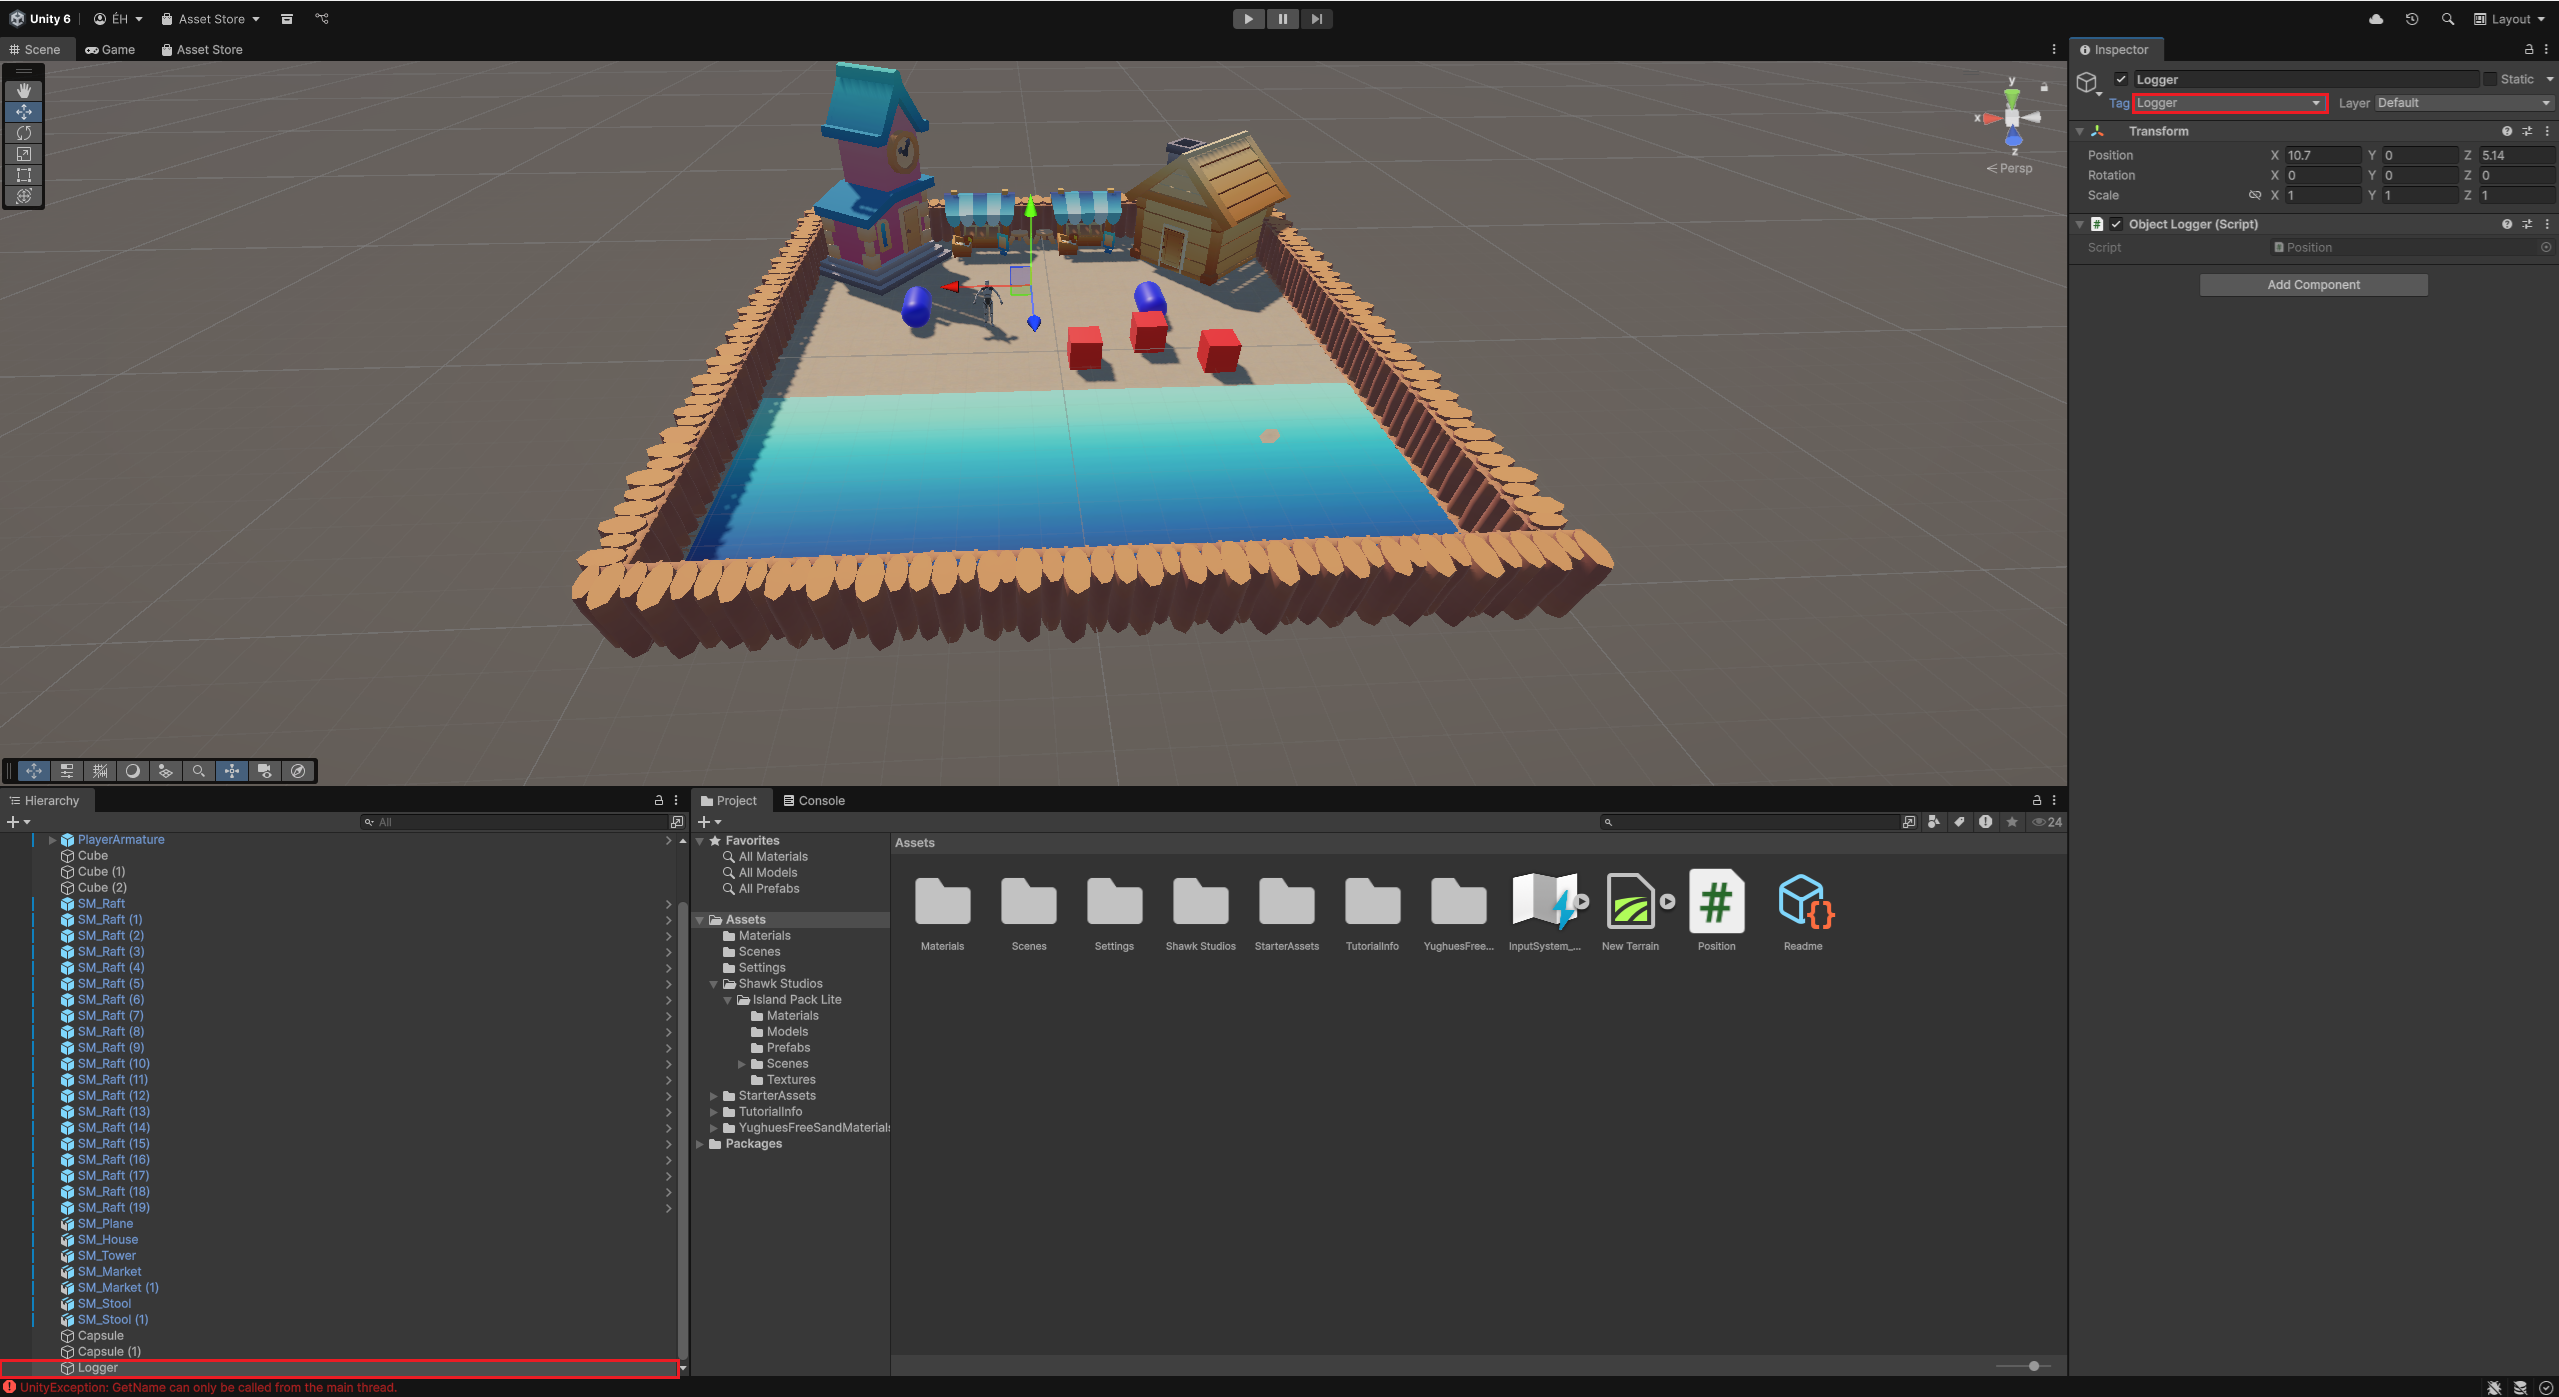 Unity 6 ÉH Asset Store Layout
Scene Game Asset Store
y
x
z
Persp
Inspector
Logger Static
Tag Logger Layer Default
Transform
Position X 10.7 Y 0 Z 5.14
Rotation X 0 Y 0 Z 0
Scale X 1 Y 1 Z 1
Object Logger (Script)
Script Position
Add Component
Hierarchy
All
PlayerArmature
Cube
Cube (1)
Cube (2)
SM_Raft
SM_Raft (1)
SM_Raft (2)
SM_Raft (3)
SM_Raft (4)
SM_Raft (5)
SM_Raft (6)
SM_Raft (7)
SM_Raft (8)
SM_Raft (9)
SM_Raft (10)
SM_Raft (11)
SM_Raft (12)
SM_Raft (13)
SM_Raft (14)
SM_Raft (15)
SM_Raft (16)
SM_Raft (17)
SM_Raft (18)
SM_Raft (19)
SM_Plane
SM_House
SM_Tower
SM_Market
SM_Market (1)
SM_Stool
SM_Stool (1)
Capsule
Capsule (1)
Logger
Project Console
24
Favorites
All Materials
All Models
All Prefabs
Assets
Materials
Scenes
Settings
Shawk Studios
Island Pack Lite
Materials
Models
Prefabs
Scenes
Textures
StarterAssets
TutorialInfo
YughuesFreeSandMaterials
Packages
Assets
Materials
Scenes
Settings
Shawk Studios
StarterAssets
TutorialInfo
YughuesFree...
InputSystem_...
New Terrain
Position
Readme
UnityException: GetName can only be called from the main thread.